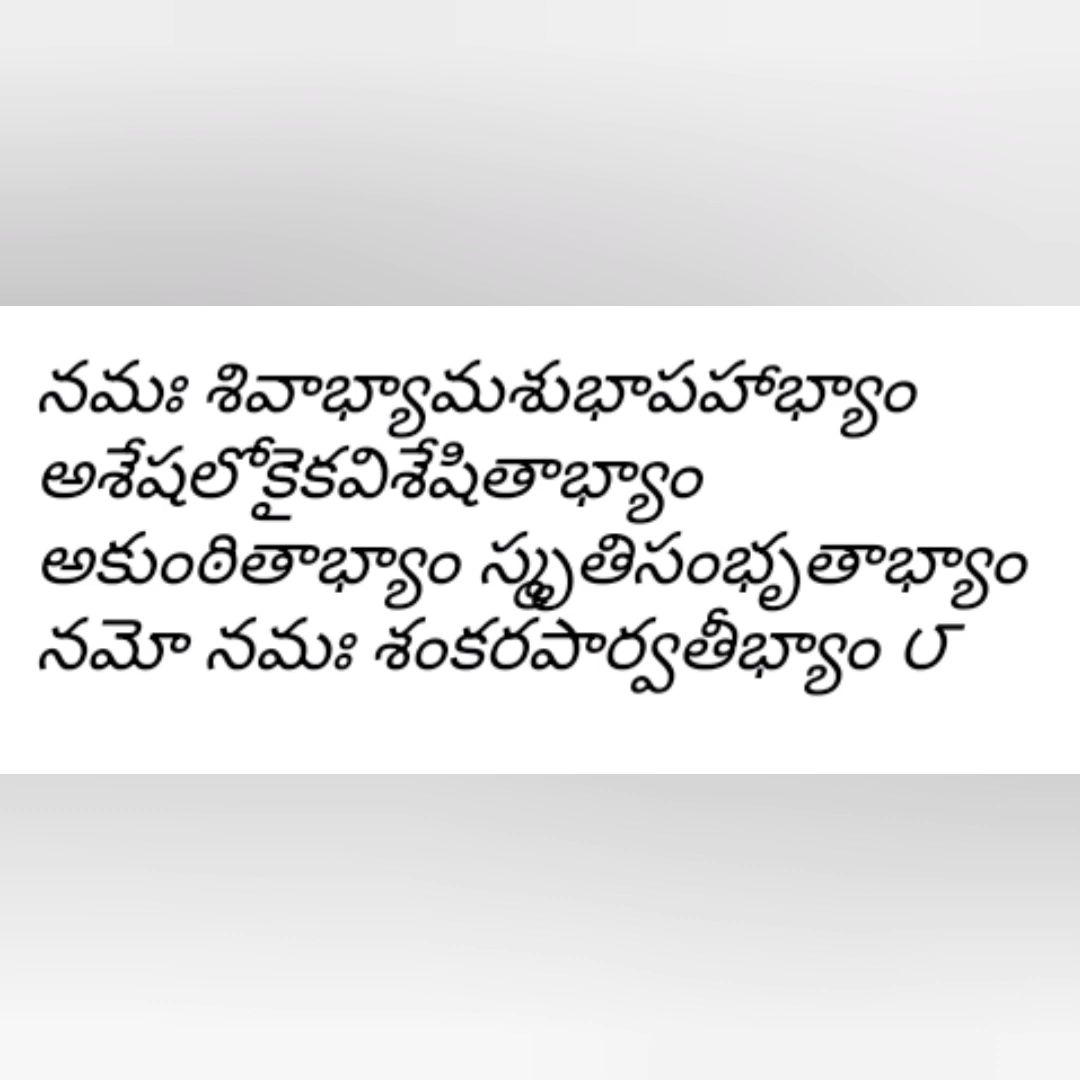 నమః శివాభ్యామశుభాపహాభ్యాం
అశేషలోకైకవిశేషితాభ్యాం
అకుంఠితాభ్యాం స్మృతిసంభృతాభ్యాం
నమో నమః శంకరపార్వతీభ్యాం ౮